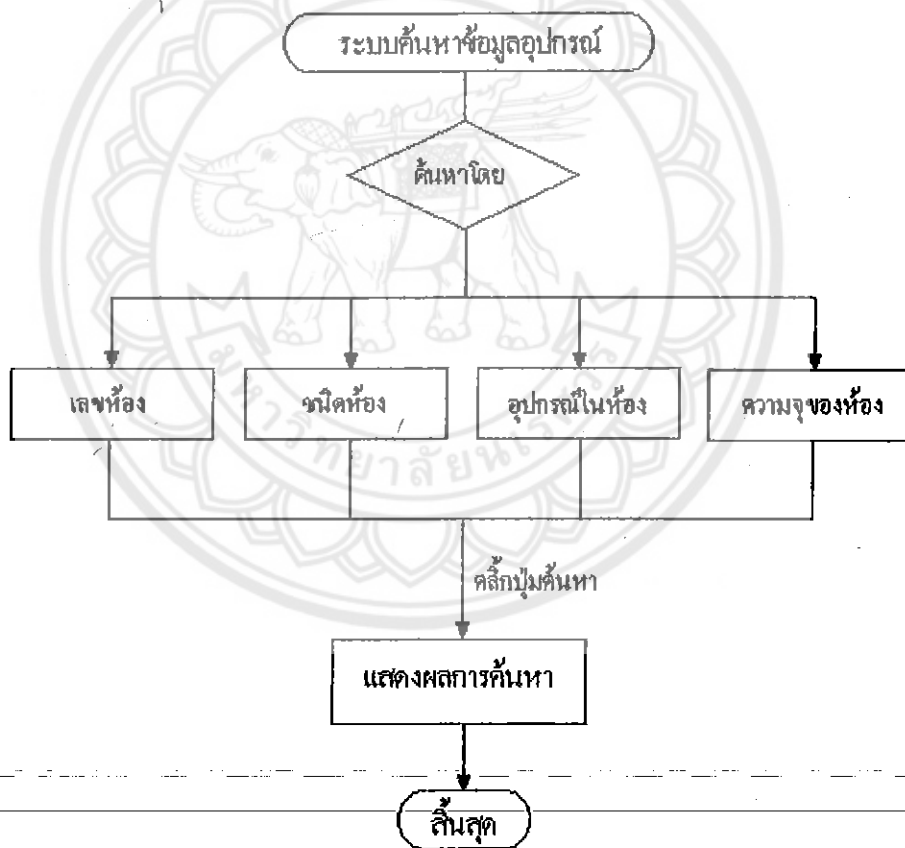 ระบบค้นหาข้อมูลอุปกรณ์
ค้นหาโดย
เลขห้อง
ชนิดห้อง
อุปกรณ์ในห้อง
ความจุของห้อง
คลิ๊กปุ่มค้นหา
แสดงผลการค้นหา
สิ้นสุด